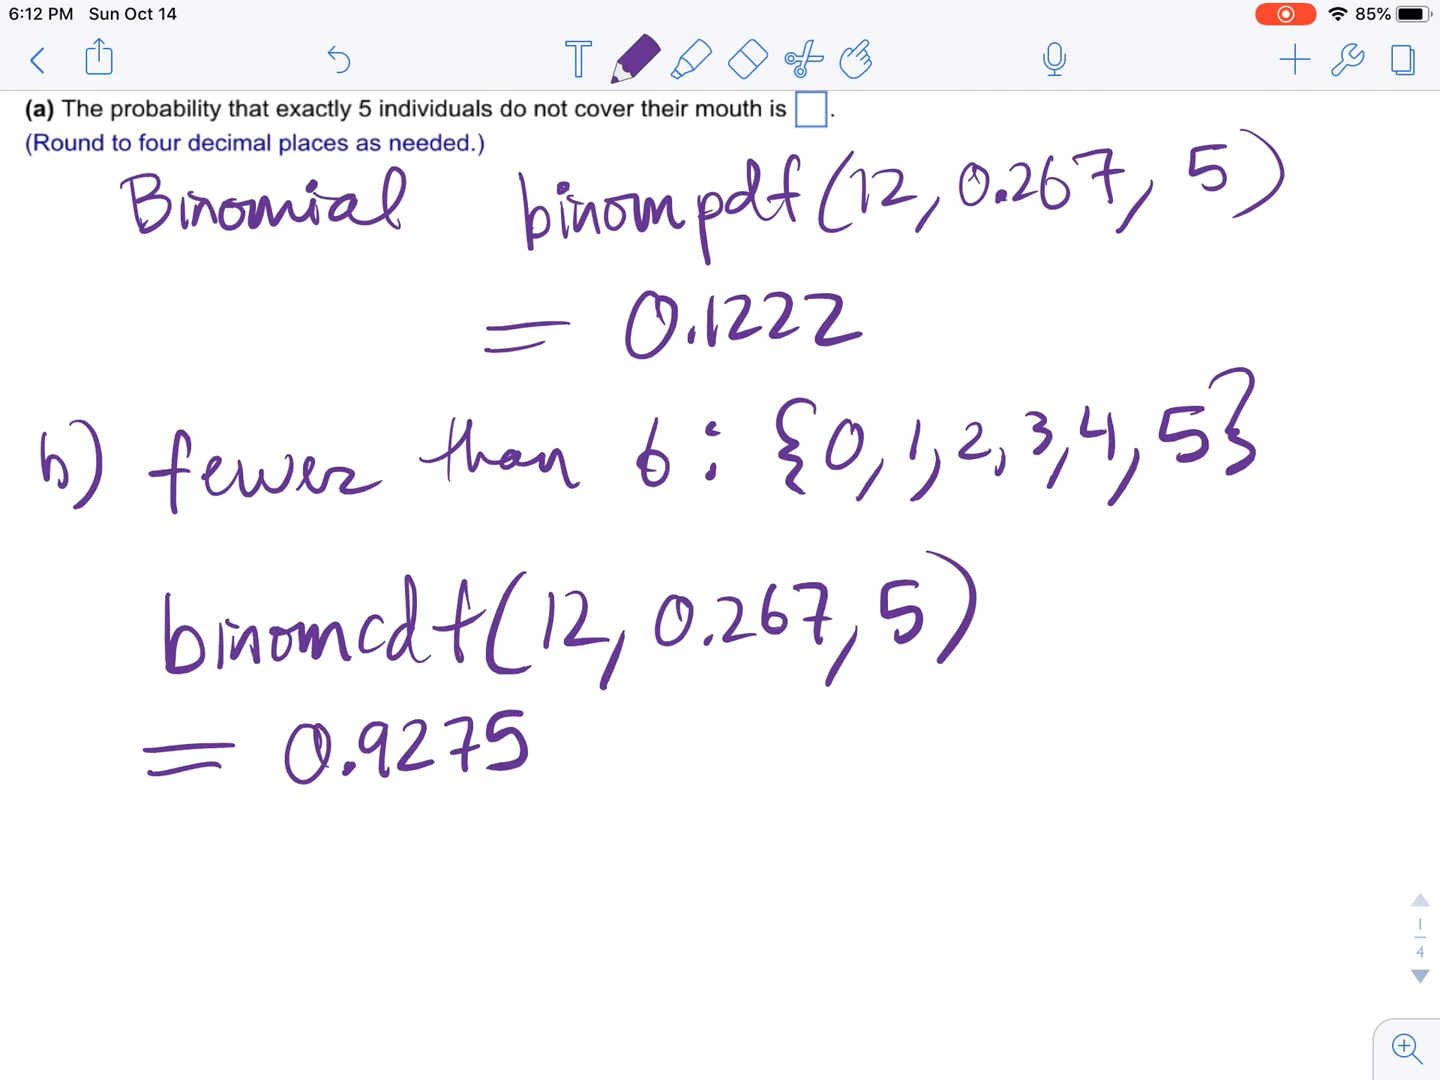 6:12 PM Sun Oct 14 85%
T
(a) The probability that exactly 5 individuals do not cover their mouth is .
(Round to four decimal places as needed.)
Binomial binompdf(12, 0.267, 5)
= 0.1222
b) fewer than 6 : {0, 1, 2, 3, 4, 5}
binomcdf(12, 0.267, 5)
= 0.9275
1
4